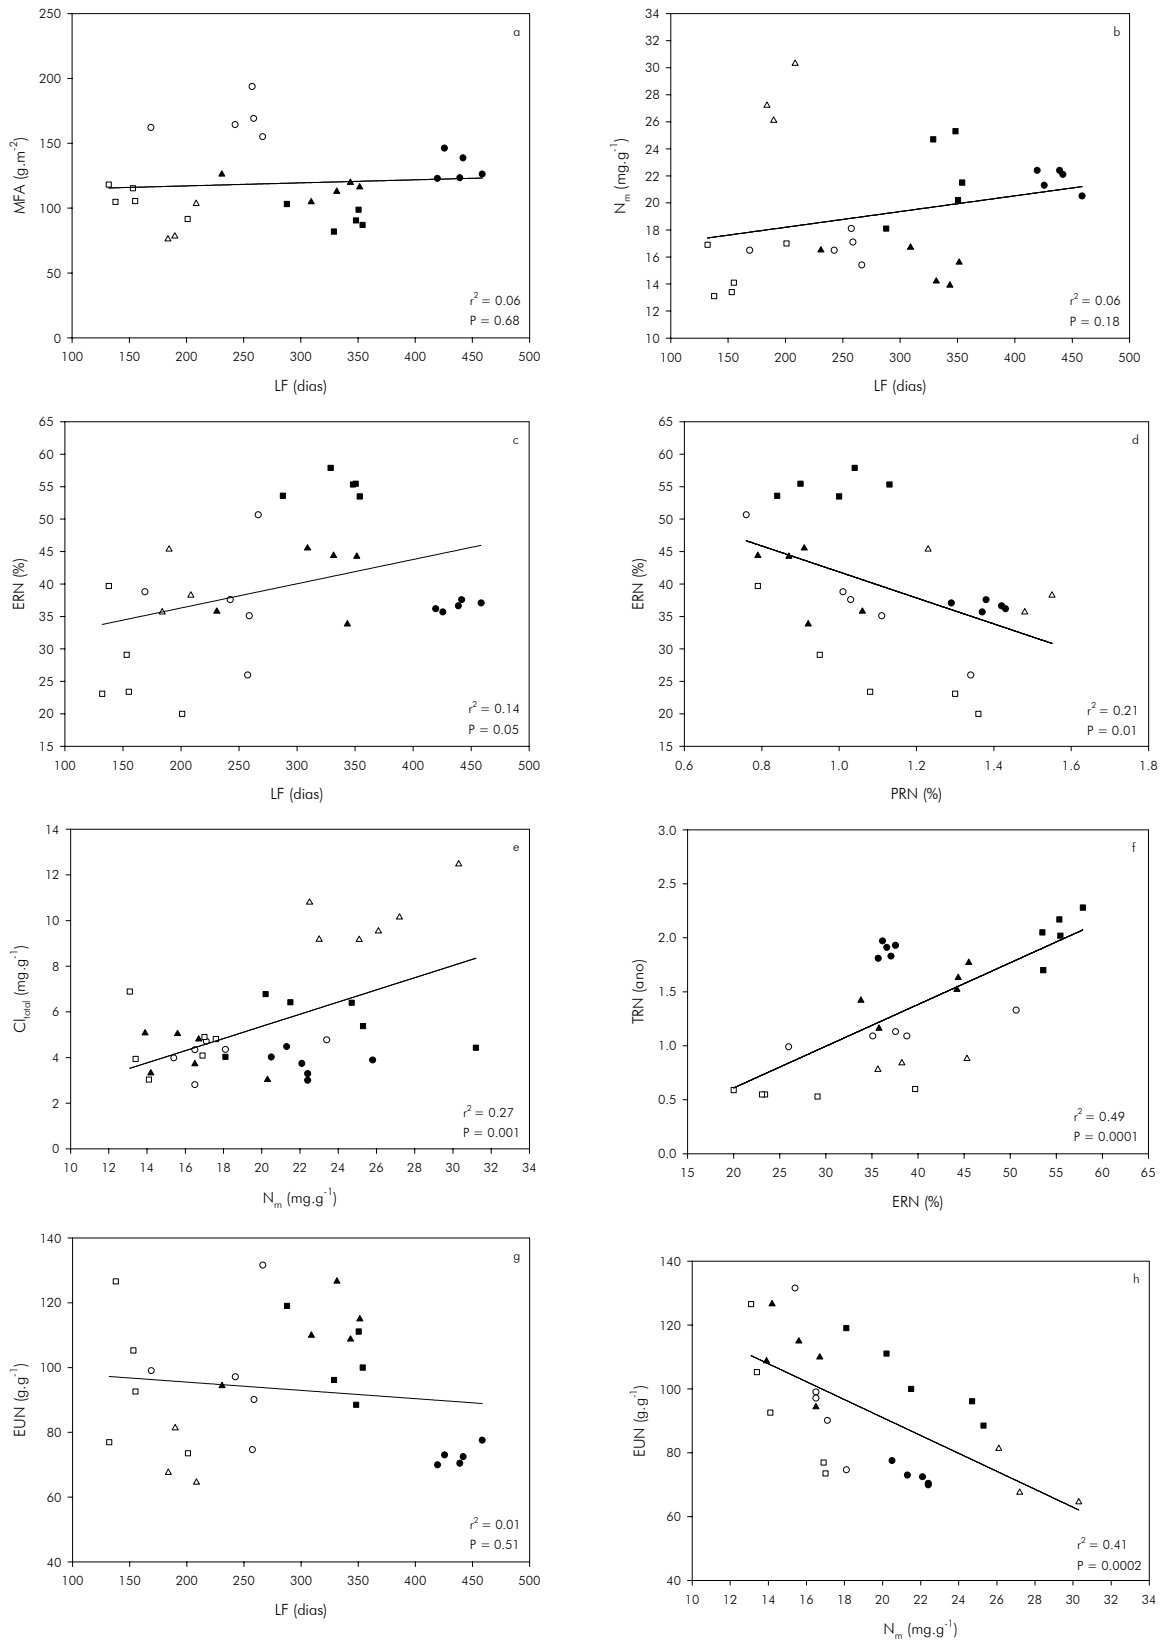 a
250
200
150
100
50
0
MFA (g.m-2)
r2 = 0.06
P = 0.68
100 150 200 250 300 350 400 450 500
LF (dias)
b
34
32
30
28
26
24
22
20
18
16
14
12
10
Nm (mg.g-1)
r2 = 0.06
P = 0.18
100 150 200 250 300 350 400 450 500
LF (dias)
c
65
60
55
50
45
40
35
30
25
20
15
ERN (%)
r2 = 0.14
P = 0.05
100 150 200 250 300 350 400 450 500
LF (dias)
d
65
60
55
50
45
40
35
30
25
20
15
ERN (%)
r2 = 0.21
P = 0.01
0.6 0.8 1.0 1.2 1.4 1.6 1.8
PRN (%)
e
14
12
10
8
6
4
2
0
Cltotal (mg.g-1)
r2 = 0.27
P = 0.001
10 12 14 16 18 20 22 24 26 28 30 32 34
Nm (mg.g-1)
f
3.0
2.5
2.0
1.5
1.0
0.5
0.0
TRN (ano)
r2 = 0.49
P = 0.0001
15 20 25 30 35 40 45 50 55 60 65
ERN (%)
g
140
120
100
80
60
40
EUN (g.g-1)
r2 = 0.01
P = 0.51
100 150 200 250 300 350 400 450 500
LF (dias)
h
140
120
100
80
60
40
EUN (g.g-1)
r2 = 0.41
P = 0.0002
10 12 14 16 18 20 22 24 26 28 30 32 34
Nm (mg.g-1)